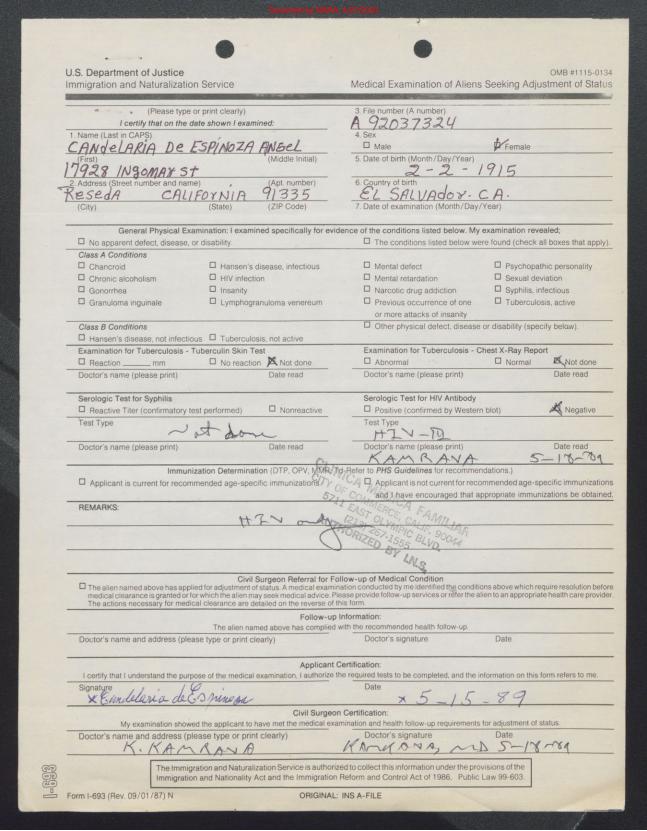 U.S. Department of Justice
Immigration and Naturalization Service
OMB #1115-0134
Medical Examination of Aliens Seeking Adjustment of Status
(Please type or print clearly)
I certify that on the date shown I examined:
3. File number (A number)
A 92037324
1. Name (Last in CAPS)
CANdeLARIA De ESPINOZA ANGEL
(First) (Middle Initial)
4. Sex
☐ Male ☒ Female
17928 INgOMAr St
2. Address (Street number and name) (Apt. number)
5. Date of birth (Month/Day/Year)
2-2-1915
ReSedA CALIFOrNIA 91335
(City) (State) (ZIP Code)
6. Country of birth
EL SALVAdor. C.A.
7. Date of examination (Month/Day/Year)
General Physical Examination: I examined specifically for evidence of the conditions listed below. My examination revealed;
☐ No apparent defect, disease, or disability. ☐ The conditions listed below were found (check all boxes that apply).
Class A Conditions
☐ Chancroid ☐ Hansen's disease, infectious ☐ Mental defect ☐ Psychopathic personality
☐ Chronic alcoholism ☐ HIV infection ☐ Mental retardation ☐ Sexual deviation
☐ Gonorrhea ☐ Insanity ☐ Narcotic drug addiction ☐ Syphilis, infectious
☐ Granuloma inguinale ☐ Lymphogranuloma venereum ☐ Previous occurrence of one or more attacks of insanity ☐ Tuberculosis, active
Class B Conditions
☐ Hansen's disease, not infectious ☐ Tuberculosis, not active
☐ Other physical defect, disease or disability (specify below).
Examination for Tuberculosis - Tuberculin Skin Test
☐ Reaction ______ mm ☐ No reaction ☒ Not done
Doctor's name (please print) Date read
Examination for Tuberculosis - Chest X-Ray Report
☐ Abnormal ☐ Normal ☒ Not done
Doctor's name (please print) Date read
Serologic Test for Syphilis
☐ Reactive Titer (confirmatory test performed) ☐ Nonreactive
Test Type
Not done
Doctor's name (please print) Date read
Serologic Test for HIV Antibody
☐ Positive (confirmed by Western blot) ☒ Negative
Test Type
Doctor's name (please print) Date read
KAMRAVA 5-18-89
Immunization Determination (DTP, OPV, MMR, Td-Refer to PHS Guidelines for recommendations.)
☐ Applicant is current for recommended age-specific immunizations.
☐ Applicant is not current for recommended age-specific immunizations and I have encouraged that appropriate immunizations be obtained.
CLINICA MEDICA FAMILIAR
CITY OF COMMERCE, CALIF. 90044
5711 EAST OLYMPIC BLVD.
(213) 267-1555
AUTHORIZED BY I.N.S.
REMARKS:
HIV only
Civil Surgeon Referral for Follow-up of Medical Condition
☐ The alien named above has applied for adjustment of status. A medical examination conducted by me identified the conditions above which require resolution before
medical clearance is granted or for which the alien may seek medical advice. Please provide follow-up services or refer the alien to an appropriate health care provider.
The actions necessary for medical clearance are detailed on the reverse of this form.
Follow-up Information:
The alien named above has complied with the recommended health follow-up.
Doctor's name and address (please type or print clearly) Doctor's signature Date
Applicant Certification:
I certify that I understand the purpose of the medical examination, I authorize the required tests to be completed, and the information on this form refers to me.
Signature Date
x Candelaria de Espinoza x 5-15-89
Civil Surgeon Certification:
My examination showed the applicant to have met the medical examination and health follow-up requirements for adjustment of status.
Doctor's name and address (please type or print clearly) Doctor's signature Date
K. KAMRAVA KAMRAVA, MD 5-18-89
The Immigration and Naturalization Service is authorized to collect this information under the provisions of the
Immigration and Nationality Act and the Immigration Reform and Control Act of 1986. Public Law 99-603.
I-693
Form I-693 (Rev. 09/01/87) N ORIGINAL: INS A-FILE